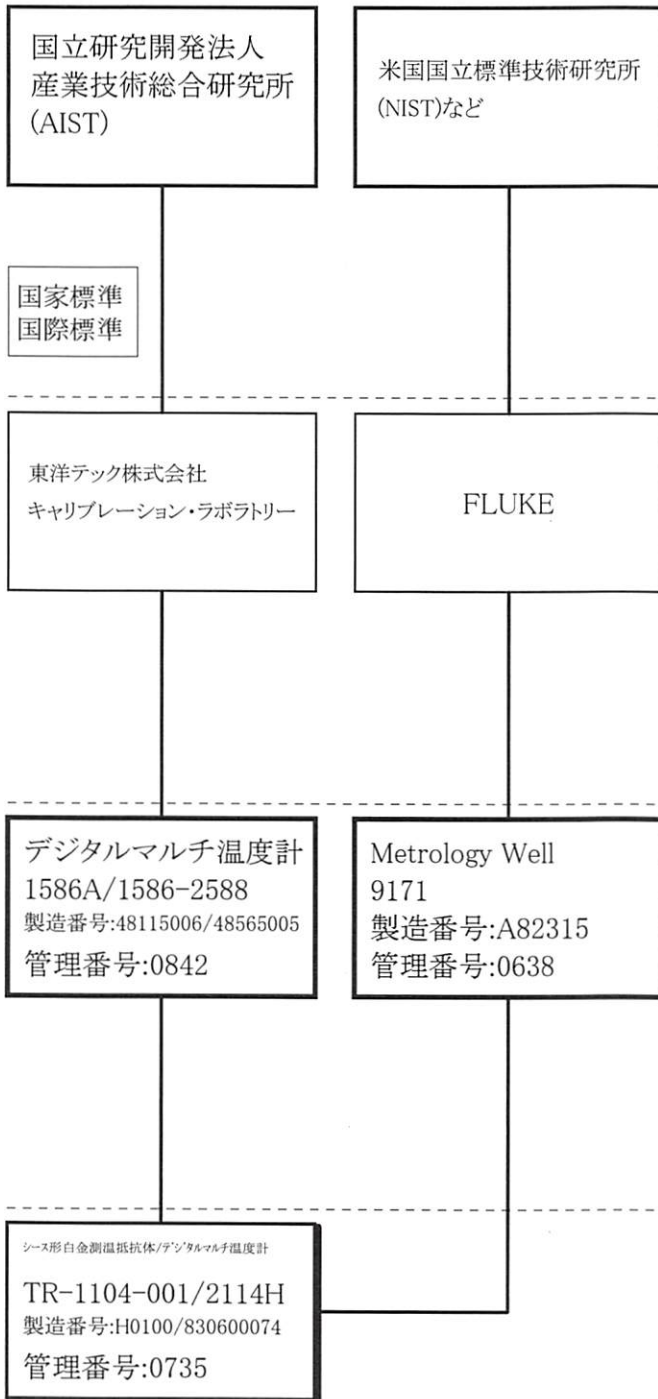 国立研究開発法人
産業技術総合研究所
(AIST)
米国国立標準技術研究所
(NIST)など
国家標準
国際標準
東洋テック株式会社
キャリブレーション・ラボラトリー
FLUKE
デジタルマルチ温度計
1586A/1586-2588
製造番号:48115006/48565005
管理番号:0842
Metrology Well
9171
製造番号:A82315
管理番号:0638
シース形白金測温抵抗体/デジタルマルチ温度計
TR-1104-001/2114H
製造番号:H0100/830600074
管理番号:0735